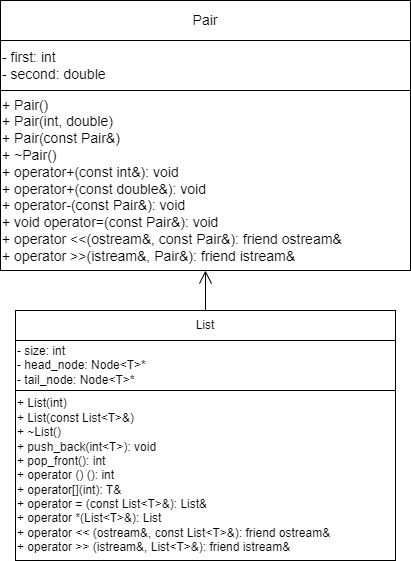 Pair
- first: int
- second: double
+ Pair()
+ Pair(int, double)
+ Pair(const Pair&)
+ ~Pair()
+ operator+(const int&): void
+ operator+(const double&): void
+ operator-(const Pair&): void
+ void operator=(const Pair&): void
+ operator <<(ostream&, const Pair&): friend ostream&
+ operator >>(istream&, Pair&): friend istream&
List
- size: int
- head_node: Node<T>*
- tail_node: Node<T>*
+ List(int)
+ List(const List<T>&)
+ ~List()
+ push_back(int<T>): void
+ pop_front(): int
+ operator () (): int
+ operator[](int): T&
+ operator = (const List<T>&): List&
+ operator *(List<T>&): List
+ operator << (ostream&, const List<T>&): friend ostream&
+ operator >> (istream&, List<T>&): friend istream&